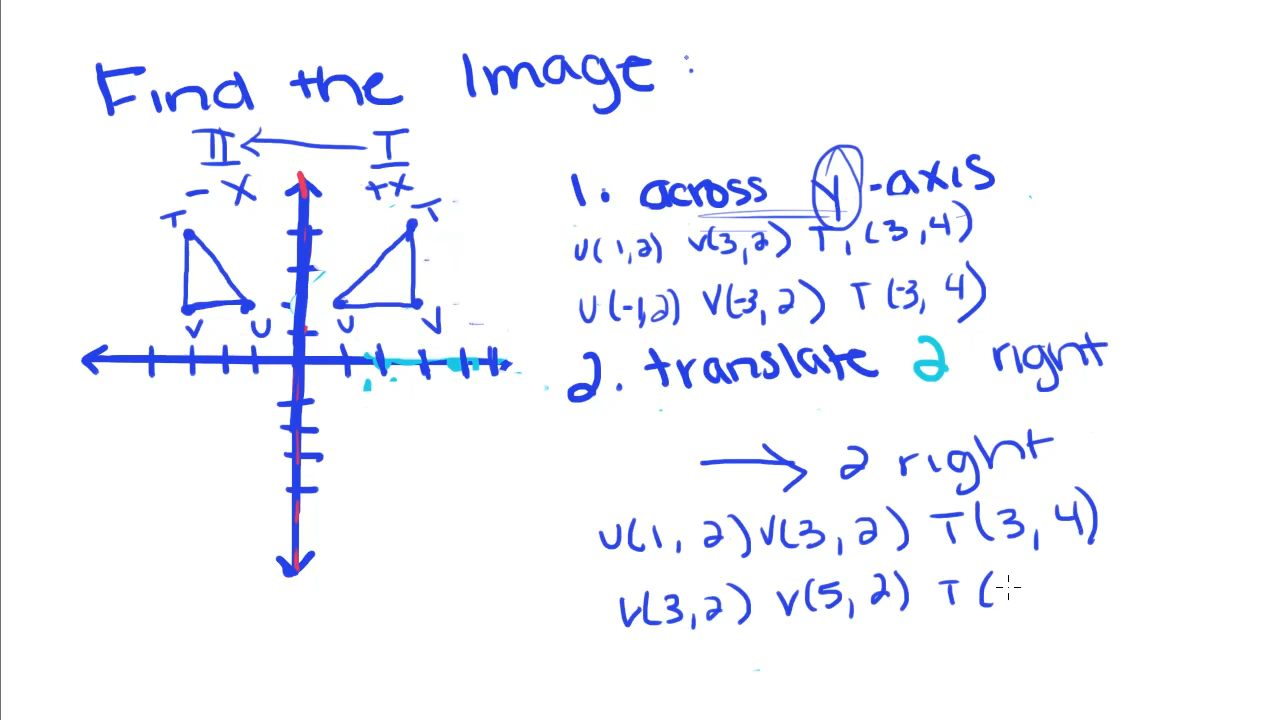 Find the Image:
II ← I
-X +X
T T
V U U V
1. across Y-axis
U(1,2) V(3,2) T, (3,4)
U(-1,2) V(-3,2) T(-3,4)
2. translate 2 right
→ 2 right
U(1,2) V(3,2) T(3,4)
V(3,2) V(5,2) T(